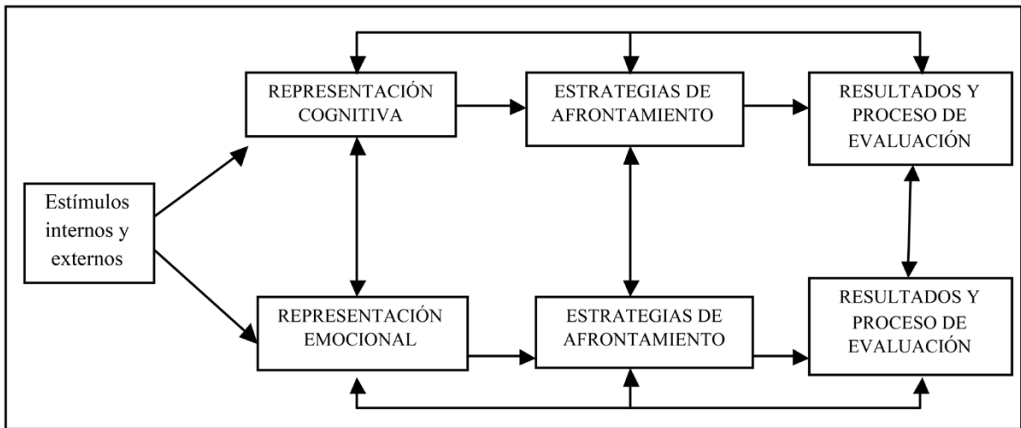 REPRESENTACIÓN
COGNITIVA
ESTRATEGIAS DE
AFRONTAMIENTO
RESULTADOS Y
PROCESO DE
EVALUACIÓN
Estímulos
internos y
externos
REPRESENTACIÓN
EMOCIONAL
ESTRATEGIAS DE
AFRONTAMIENTO
RESULTADOS Y
PROCESO DE
EVALUACIÓN